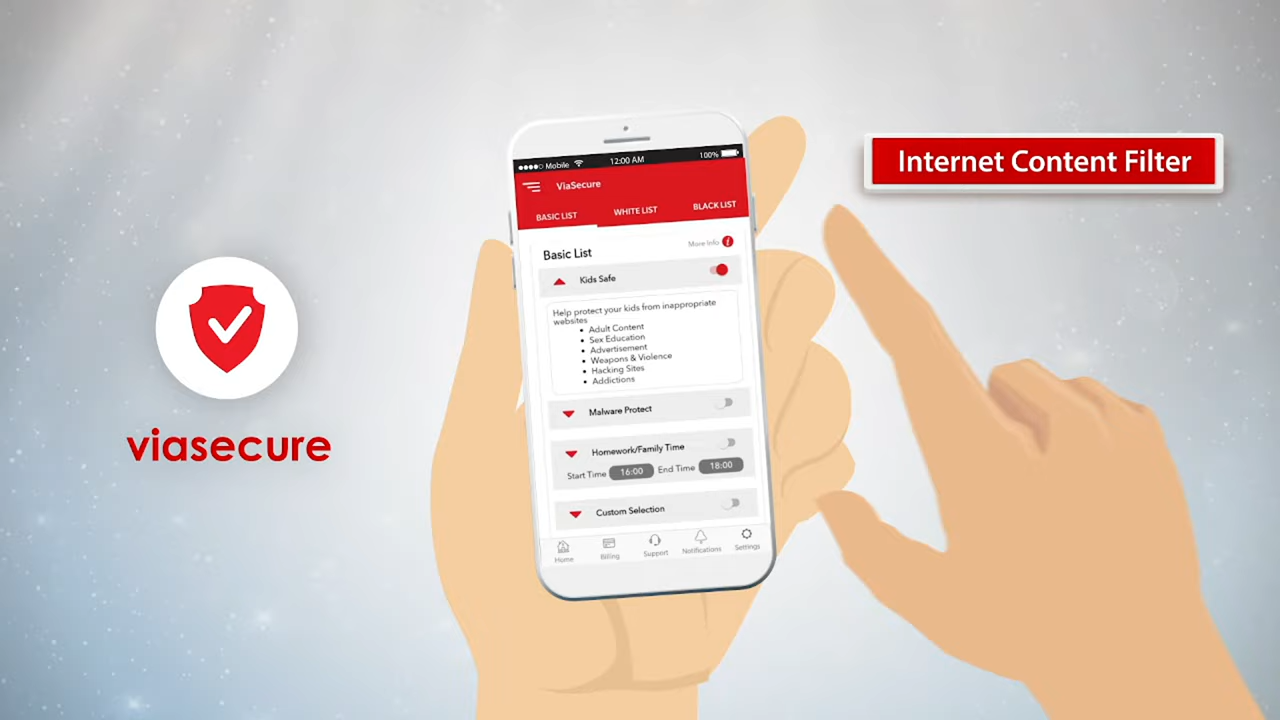 Internet Content Filter
viasecure
Mobile 12:00 AM 100%
ViaSecure
BASIC LIST WHITE LIST BLACK LIST
Basic List More Info i
Kids Safe
Help protect your kids from inappropriate
websites
• Adult Content
• Sex Education
• Advertisement
• Weapons & Violence
• Hacking Sites
• Addictions
Malware Protect
Homework/Family Time
Start Time 16:00 End Time 18:00
Custom Selection
Home Billing Support Notifications Settings